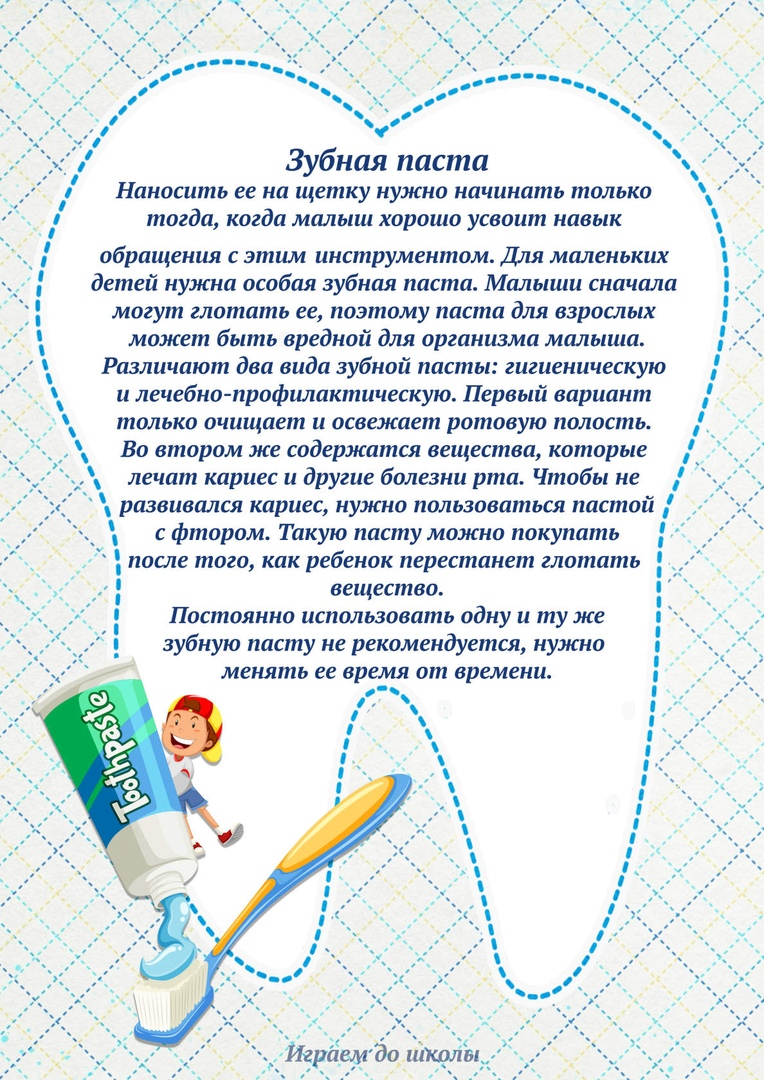 Зубная паста
Наносить ее на щетку нужно начинать только
тогда, когда малыш хорошо усвоит навык
обращения с этим инструментом. Для маленьких
детей нужна особая зубная паста. Малыши сначала
могут глотать ее, поэтому паста для взрослых
может быть вредной для организма малыша.
Различают два вида зубной пасты: гигиеническую
и лечебно-профилактическую. Первый вариант
только очищает и освежает ротовую полость.
Во втором же содержатся вещества, которые
лечат кариес и другие болезни рта. Чтобы не
развивался кариес, нужно пользоваться пастой
с фтором. Такую пасту можно покупать
после того, как ребенок перестанет глотать
вещество.
Постоянно использовать одну и ту же
зубную пасту не рекомендуется, нужно
менять ее время от времени.
Toothpaste
Играем до школы